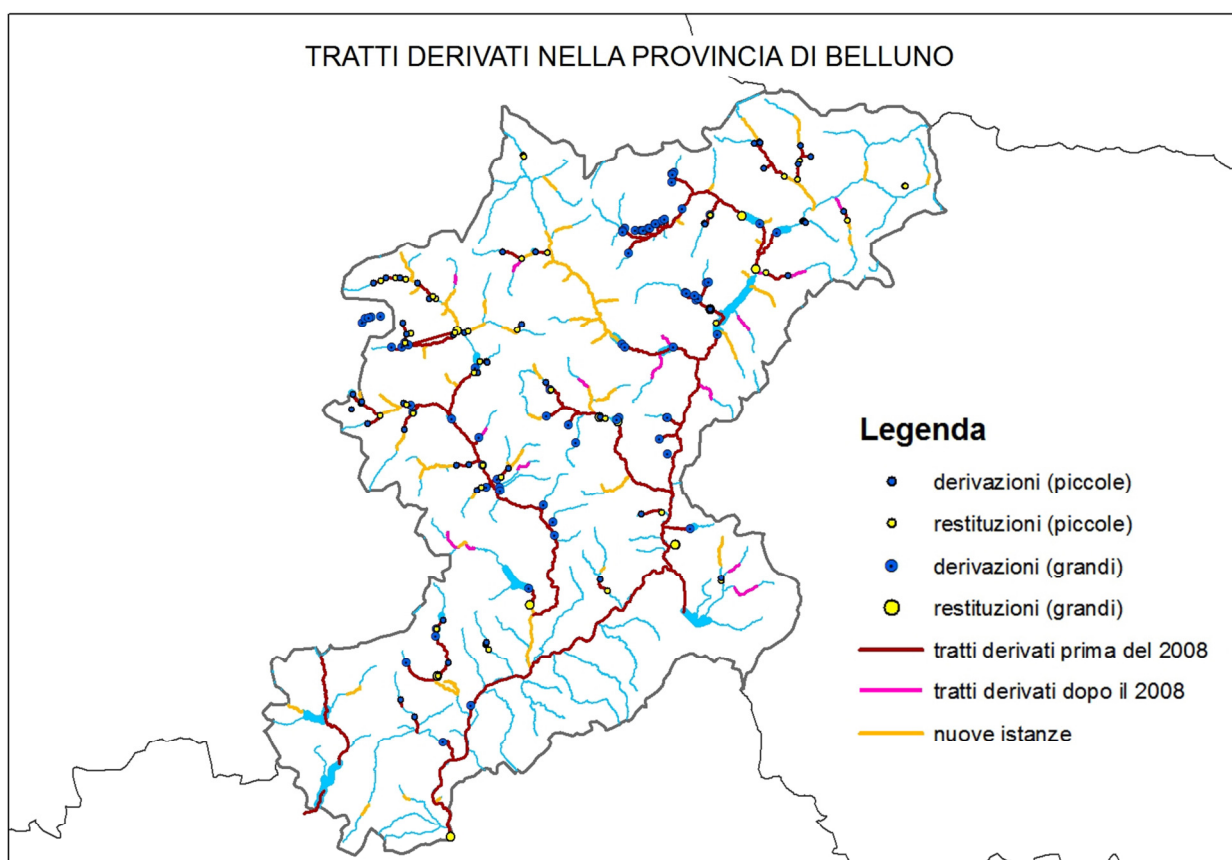 TRATTI DERIVATI NELLA PROVINCIA DI BELLUNO
Legenda
derivazioni (piccole)
restituzioni (piccole)
derivazioni (grandi)
restituzioni (grandi)
tratti derivati prima del 2008
tratti derivati dopo il 2008
nuove istanze